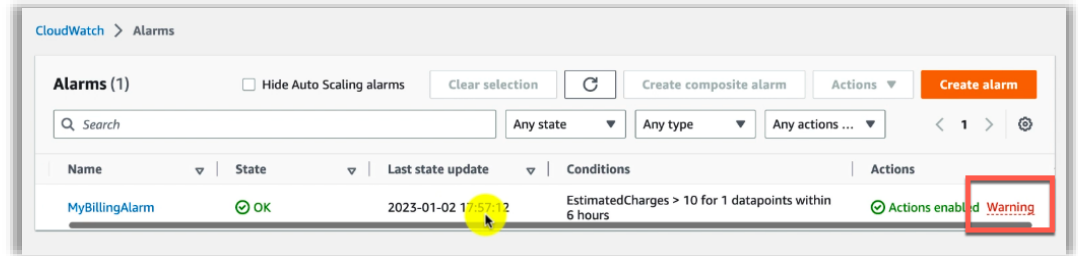 CloudWatch > Alarms
Alarms (1)
Hide Auto Scaling alarms
Clear selection
Create composite alarm
Actions
Create alarm
Search
Any state
Any type
Any actions ...
< 1 >
Name
State
Last state update
Conditions
Actions
MyBillingAlarm
OK
2023-01-02 17:57:12
EstimatedCharges > 10 for 1 datapoints within
6 hours
Actions enabled
Warning